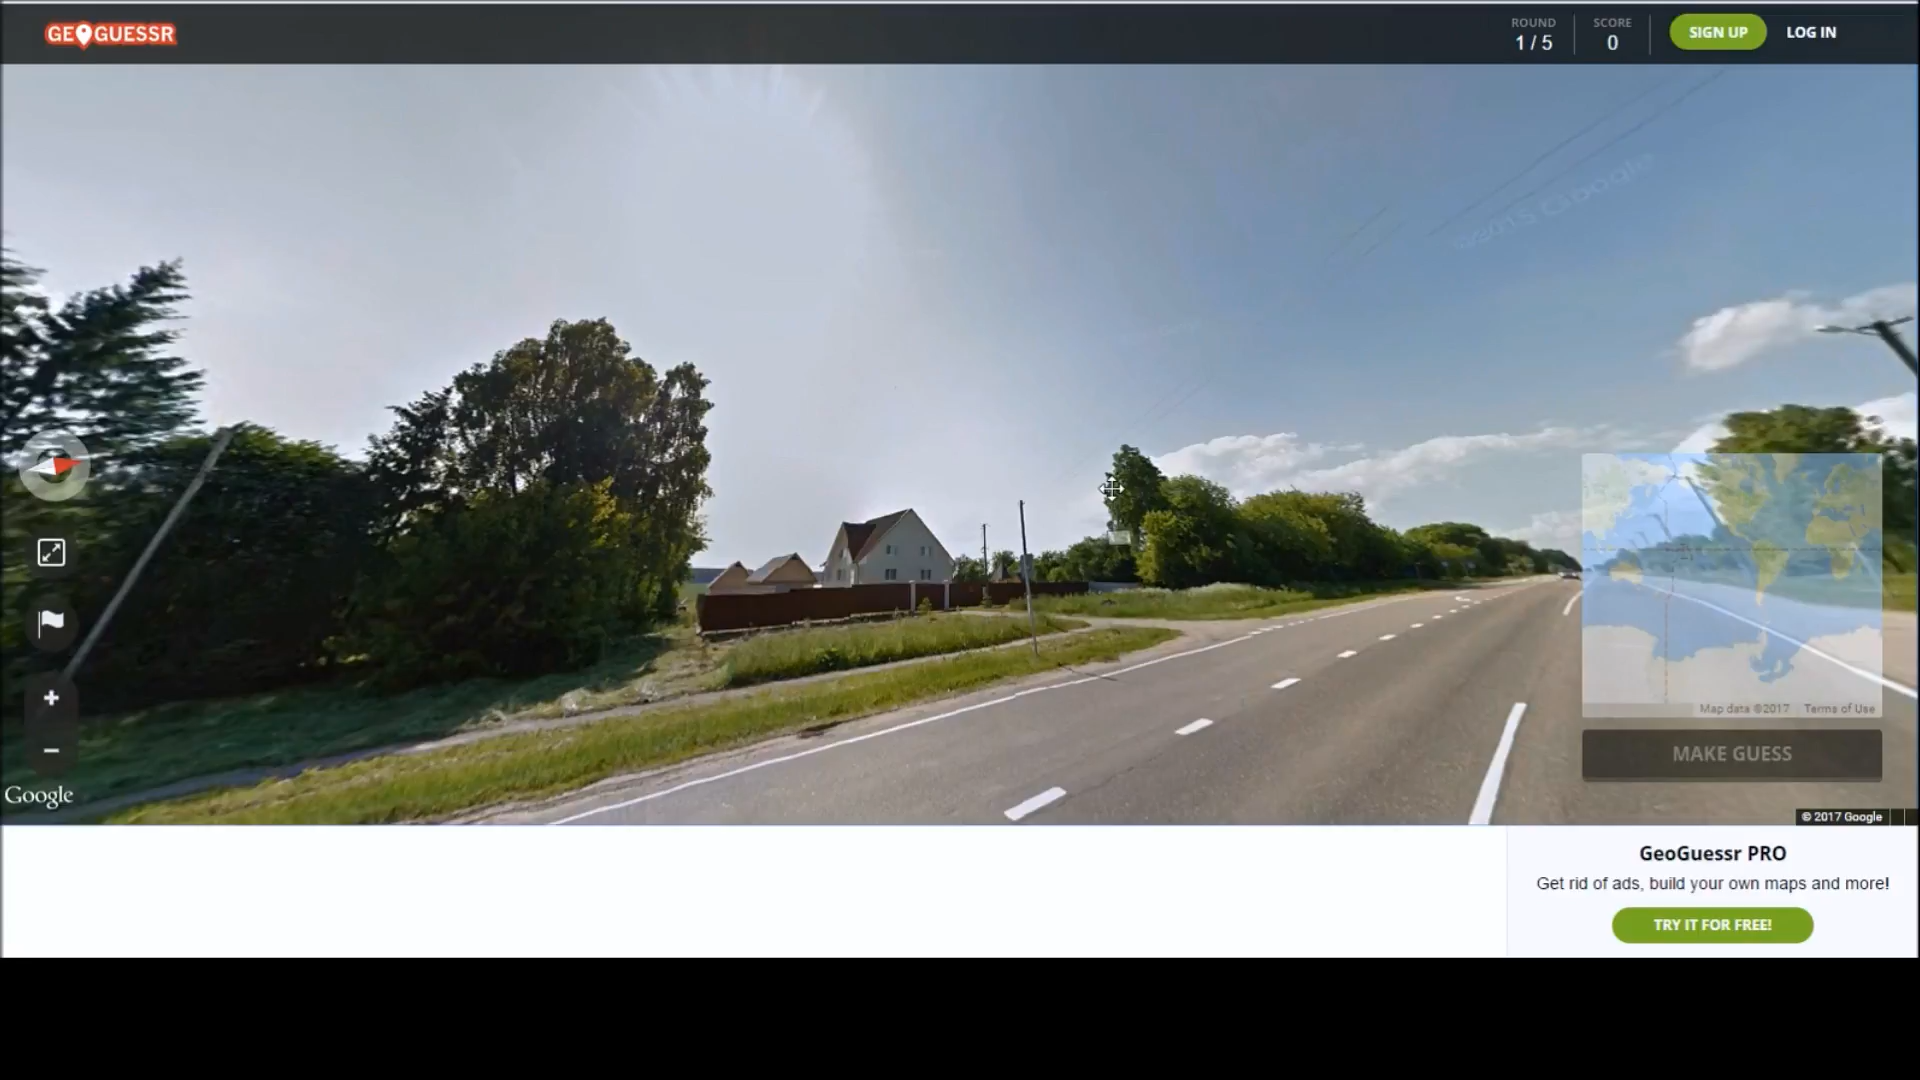 GEOGUESSR
ROUND
1 / 5
SCORE
0
SIGN UP
LOG IN
Google
Map data ©2017
Terms of Use
MAKE GUESS
© 2017 Google
Google
GeoGuessr PRO
Get rid of ads, build your own maps and more!
TRY IT FOR FREE!